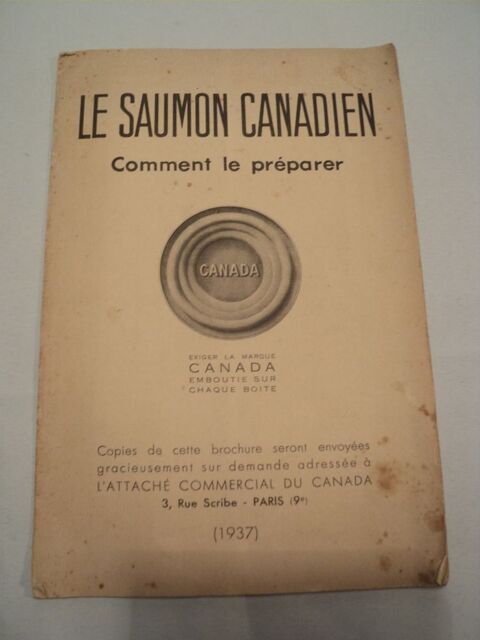 LE SAUMON CANADIEN
Comment le préparer
CANADA
EXIGER LA MARQUE
CANADA
EMBOUTIE SUR
CHAQUE BOITE
Copies de cette brochure seront envoyées
gracieusement sur demande adressée à
L'ATTACHÉ COMMERCIAL DU CANADA
3, Rue Scribe - PARIS (9e)
(1937)